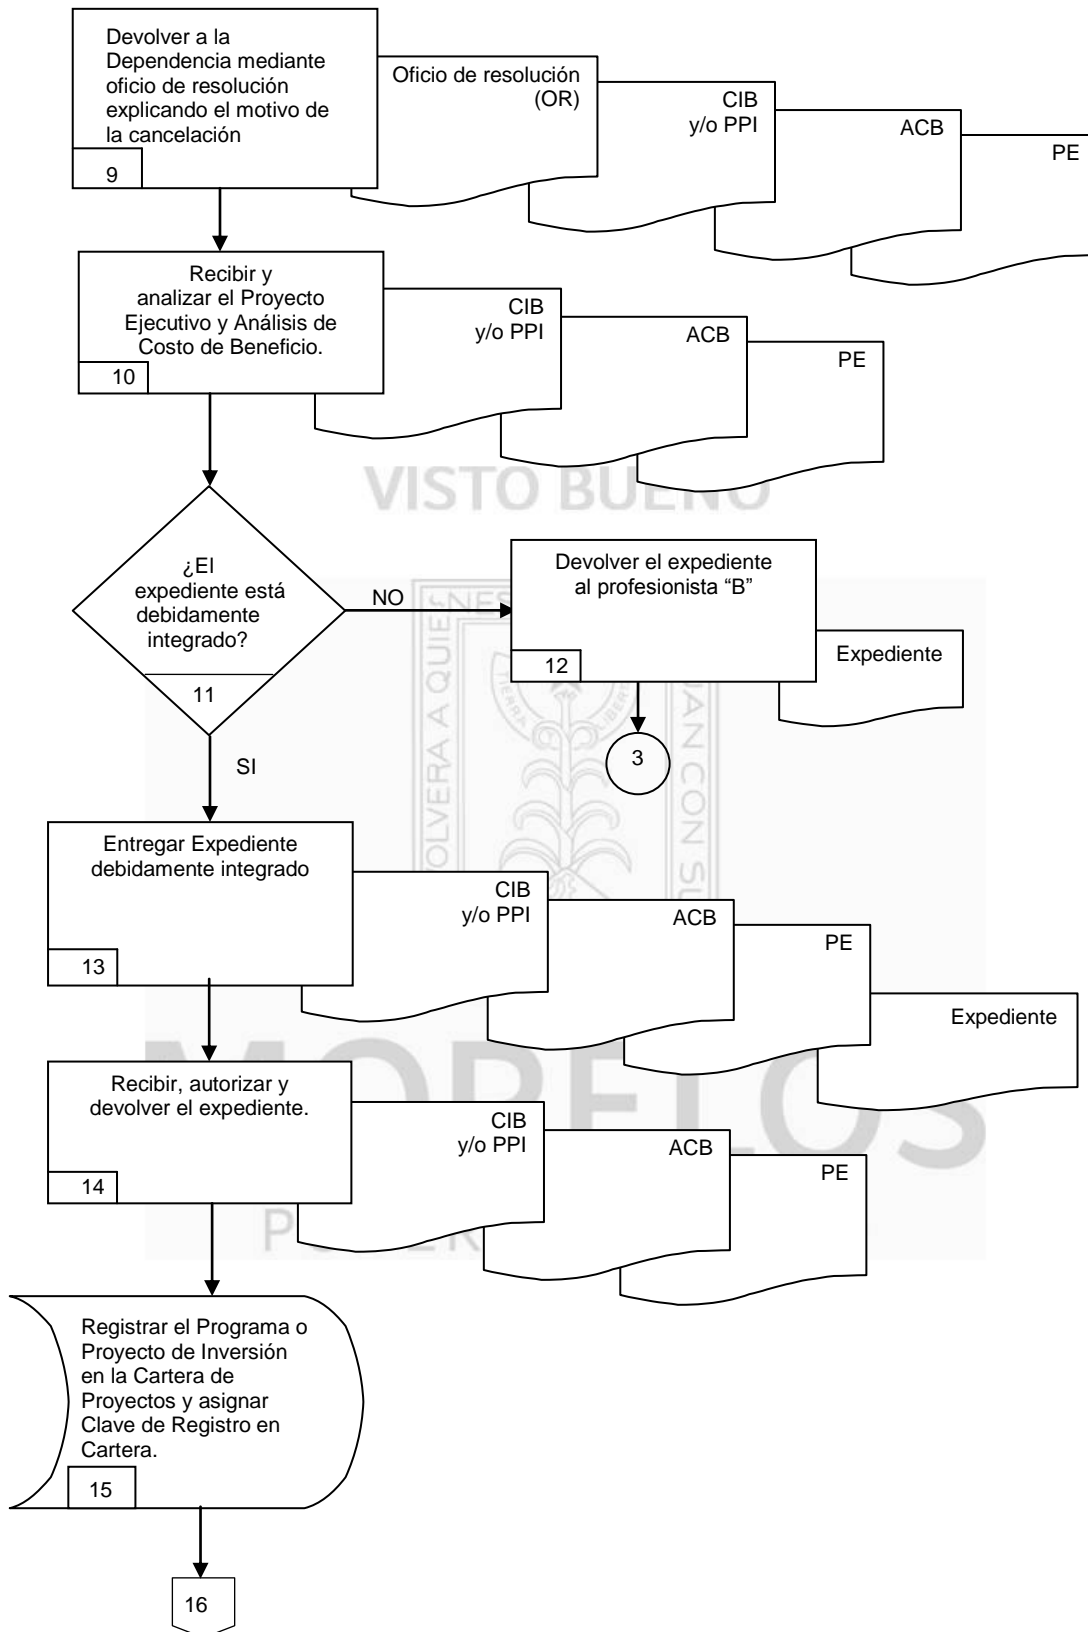 Devolver a la
Dependencia mediante
oficio de resolución
explicando el motivo de
la cancelación
9
Oficio de resolución
(OR)
CIB
y/o PPI
ACB
PE
Recibir y
analizar el Proyecto
Ejecutivo y Análisis de
Costo de Beneficio.
10
CIB
y/o PPI
ACB
PE
VISTO BUENO
¿El
expediente está
debidamente
integrado?
11
NO
Devolver el expediente
al profesionista “B”
12
Expediente
3
SI
TIERRA
Entregar Expediente
debidamente integrado
13
CIB
y/o PPI
ACB
PE
Expediente
MORELOS
Recibir, autorizar y
devolver el expediente.
14
CIB
y/o PPI
ACB
PE
Registrar el Programa o
Proyecto de Inversión
en la Cartera de
Proyectos y asignar
Clave de Registro en
Cartera.
15
16